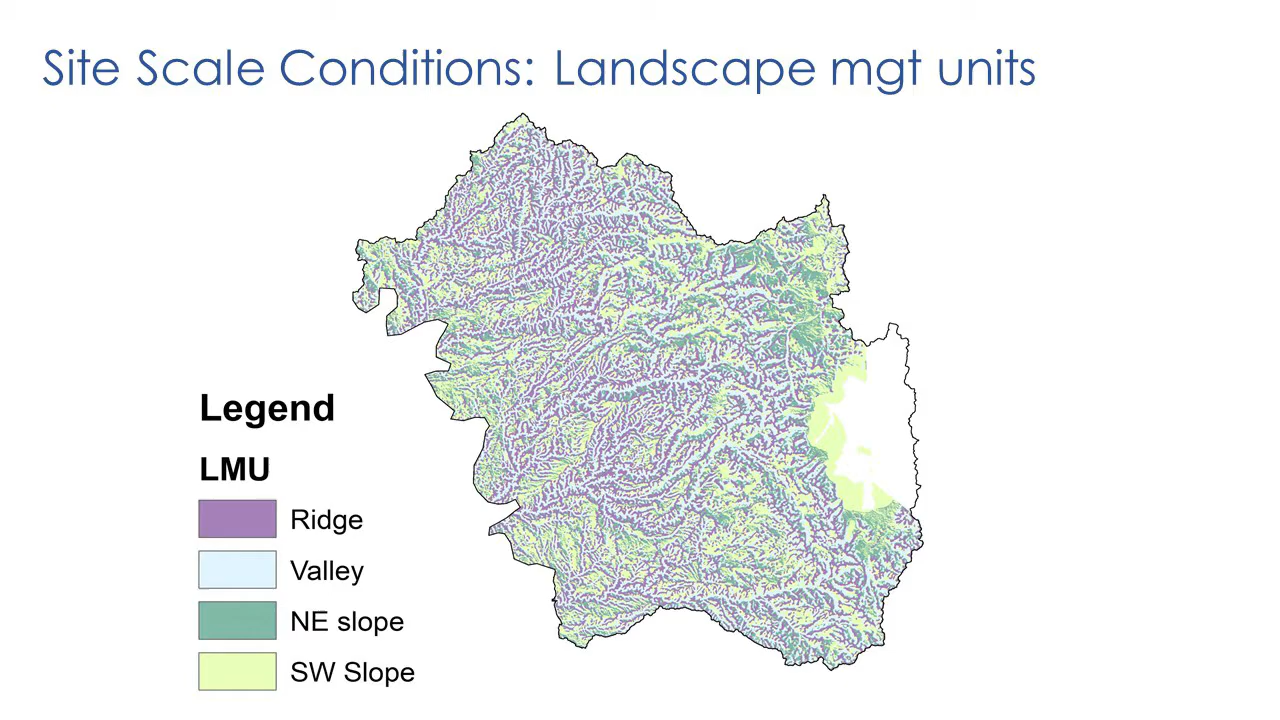 Site Scale Conditions: Landscape mgt units
Legend
LMU
Ridge
Valley
NE slope
SW Slope